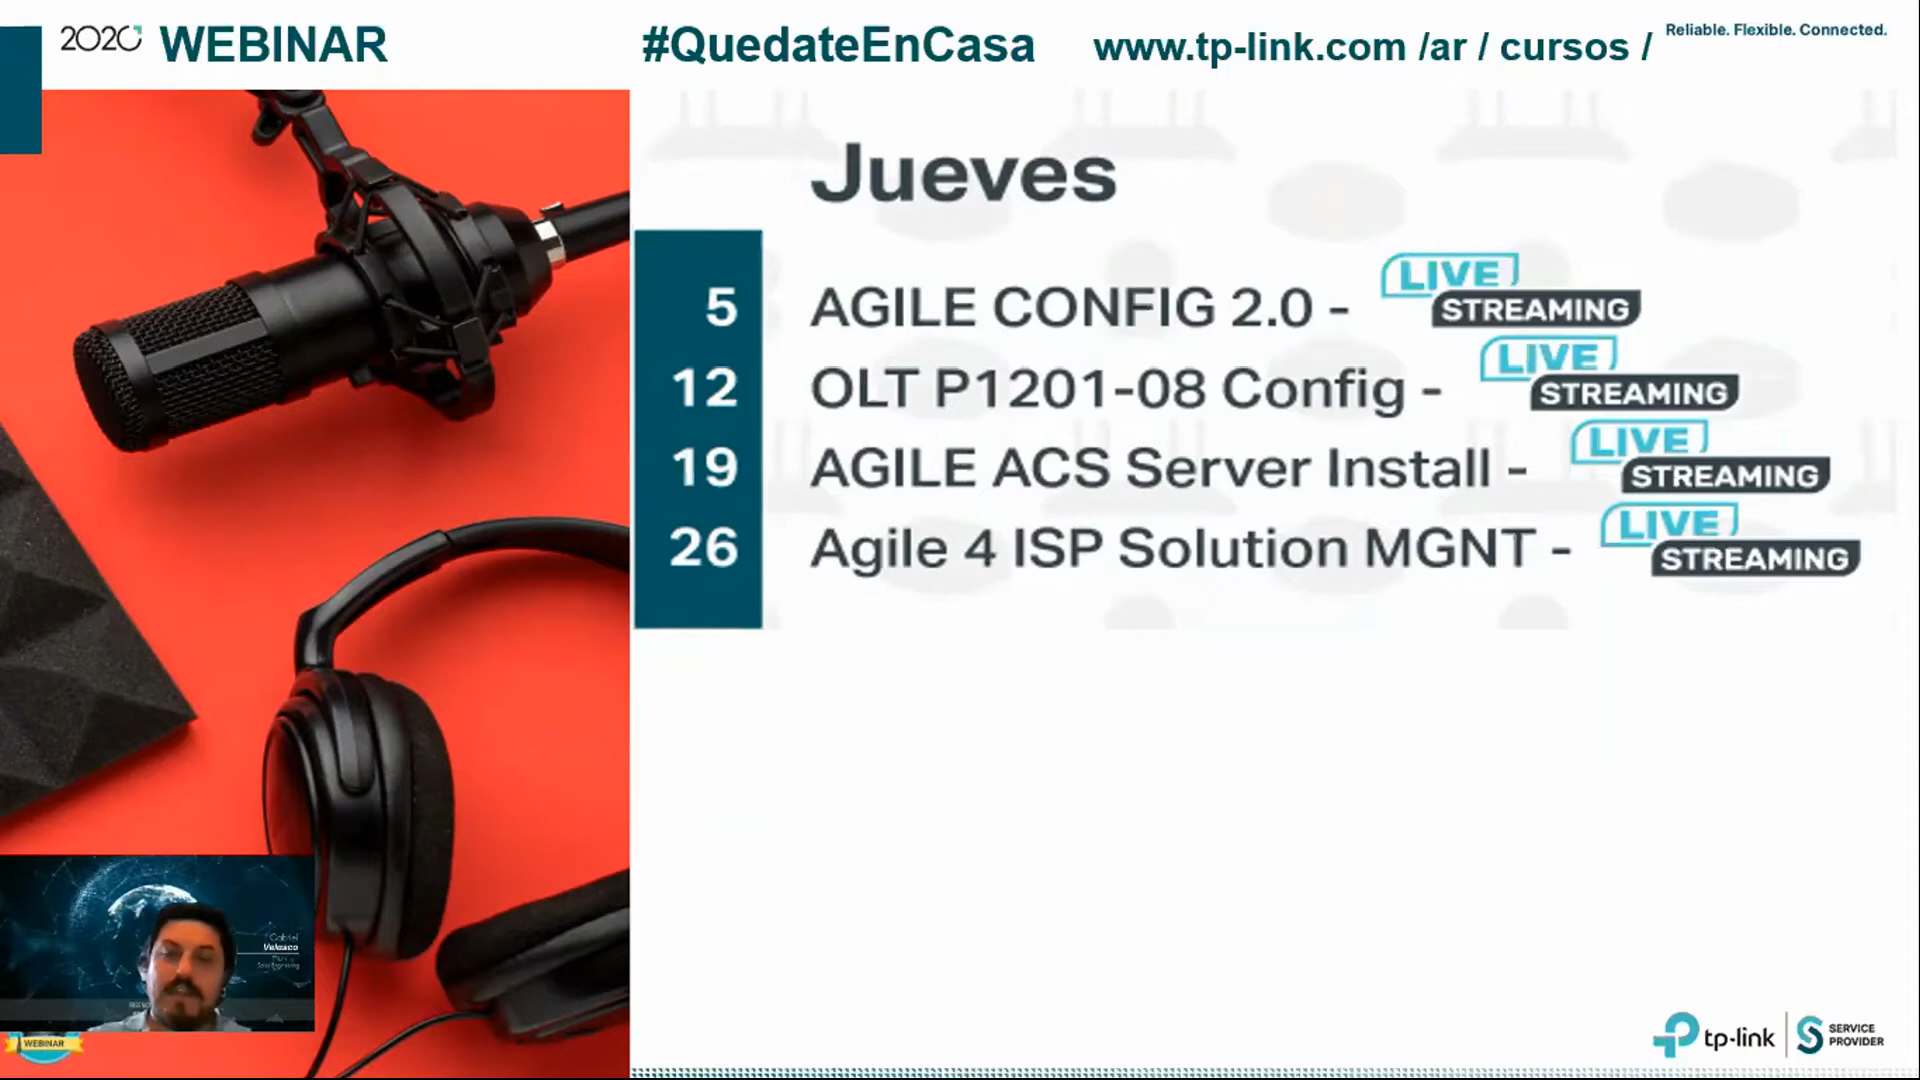 2020 WEBINAR
#QuedateEnCasa
www.tp-link.com /ar / cursos /
Reliable. Flexible. Connected.
Jueves
5 AGILE CONFIG 2.0 - LIVE STREAMING
12 OLT P1201-08 Config - LIVE STREAMING
19 AGILE ACS Server Install - LIVE STREAMING
26 Agile 4 ISP Solution MGNT - LIVE STREAMING
Gabriel
Velasco
WEBINAR
tp-link
SERVICE
PROVIDER